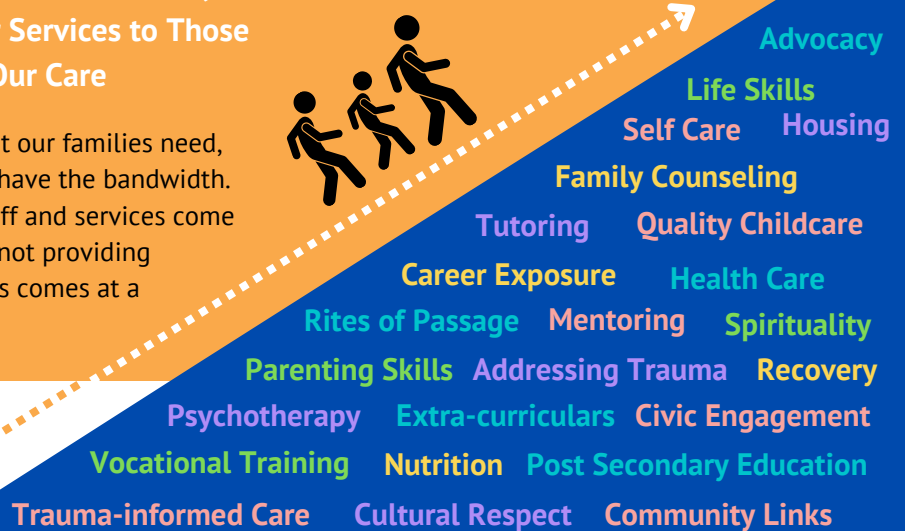 Services to Those
Our Care
t our families need,
have the bandwidth.
ff and services come
not providing
s comes at a
Advocacy
Life Skills
Self Care Housing
Family Counseling
Tutoring Quality Childcare
Career Exposure Health Care
Rites of Passage Mentoring Spirituality
Parenting Skills Addressing Trauma Recovery
Psychotherapy Extra-curriculars Civic Engagement
Vocational Training Nutrition Post Secondary Education
Trauma-informed Care Cultural Respect Community Links